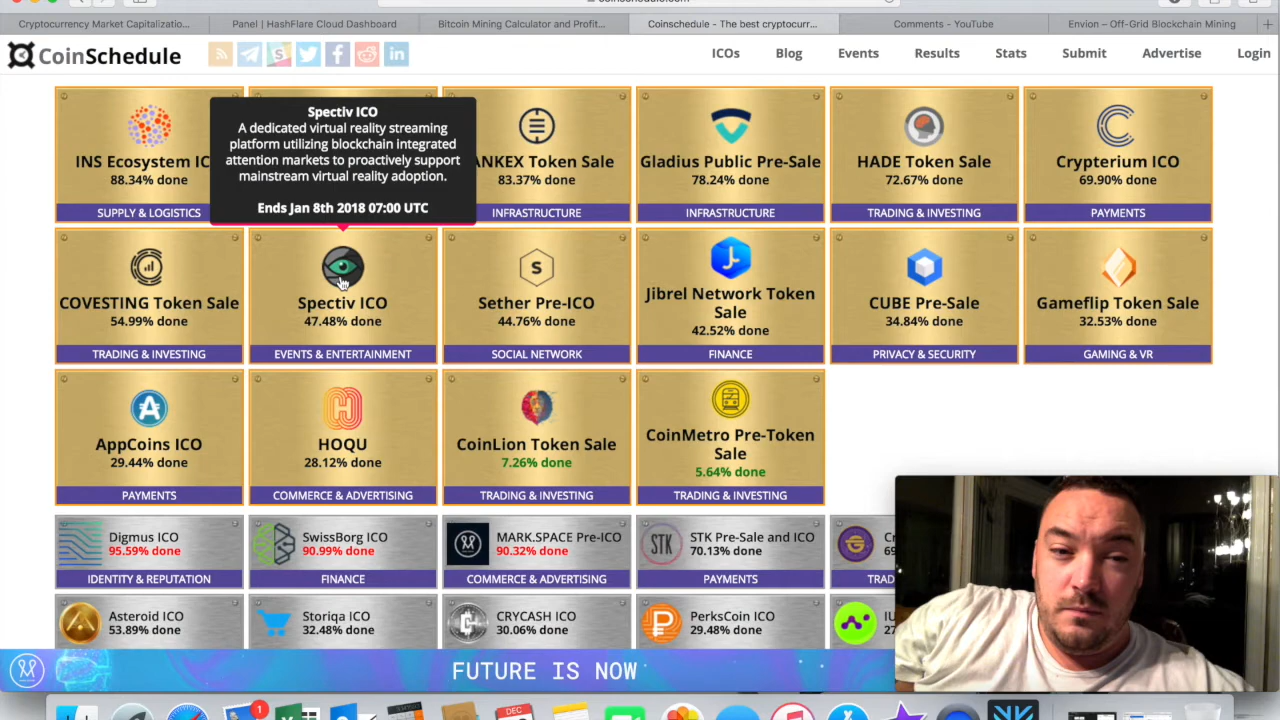 coinschedule.com
Cryptocurrency Market Capitalizatio...
Panel | HashFlare Cloud Dashboard
Bitcoin Mining Calculator and Profit...
Coinschedule - The best cryptocurr...
Comments - YouTube
Envion – Off-Grid Blockchain Mining
CoinSchedule
ICOs
Blog
Events
Results
Stats
Submit
Advertise
Login
INS Ecosystem IC
88.34% done
SUPPLY & LOGISTICS
Spectiv ICO
A dedicated virtual reality streaming
platform utilizing blockchain integrated
attention markets to proactively support
mainstream virtual reality adoption.
Ends Jan 8th 2018 07:00 UTC
ANKEX Token Sale
83.37% done
INFRASTRUCTURE
Gladius Public Pre-Sale
78.24% done
INFRASTRUCTURE
HADE Token Sale
72.67% done
TRADING & INVESTING
Crypterium ICO
69.90% done
PAYMENTS
COVESTING Token Sale
54.99% done
TRADING & INVESTING
Spectiv ICO
47.48% done
EVENTS & ENTERTAINMENT
S
Sether Pre-ICO
44.76% done
SOCIAL NETWORK
Jibrel Network Token
Sale
42.52% done
FINANCE
CUBE Pre-Sale
34.84% done
PRIVACY & SECURITY
Gameflip Token Sale
32.53% done
GAMING & VR
AppCoins ICO
29.44% done
PAYMENTS
HOQU
28.12% done
COMMERCE & ADVERTISING
CoinLion Token Sale
7.26% done
TRADING & INVESTING
CoinMetro Pre-Token
Sale
5.64% done
TRADING & INVESTING
Digmus ICO
95.59% done
IDENTITY & REPUTATION
SwissBorg ICO
90.99% done
FINANCE
MARK.SPACE Pre-ICO
90.32% done
COMMERCE & ADVERTISING
STK
STK Pre-Sale and ICO
70.13% done
PAYMENTS
Cr
69
TRAD
Asteroid ICO
53.89% done
Storiqa ICO
32.48% done
CRYCASH ICO
30.06% done
PerksCoin ICO
29.48% done
IU
27
FUTURE IS NOW
1
DEC